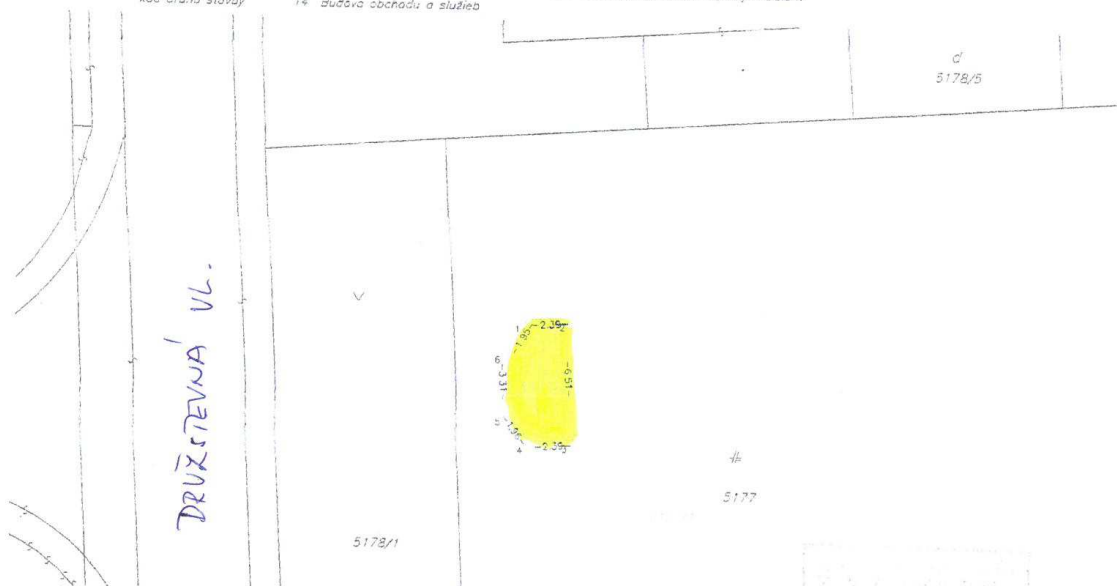 14 Budova obchodu a služieb
d
5178/5
DRUŽSTEVNÁ UL.
1 -2.39- 2
-1.95-
6
-3.31-
-6.51-
5
-1.95-
4 -2.39- 3
#
5177
5178/1